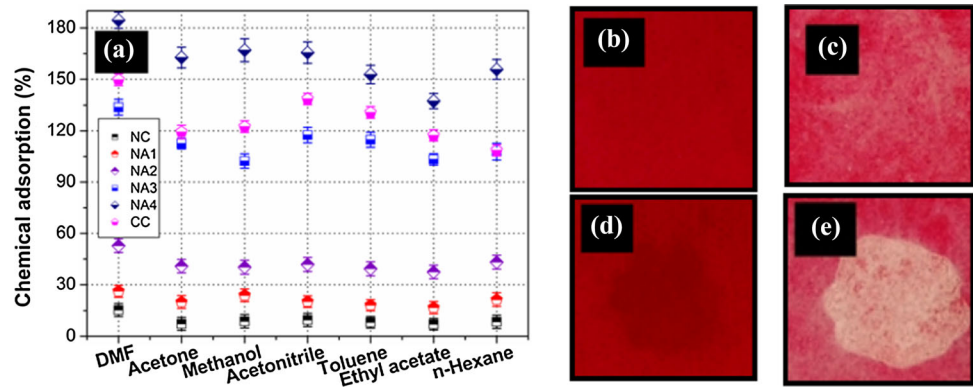 (a)
Chemical adsorption (%)
180
150
120
90
60
30
0
NC
NA1
NA2
NA3
NA4
CC
DMF
Acetone
Methanol
Acetonitrile
Toluene
Ethyl acetate
n-Hexane
(b)
(c)
(d)
(e)